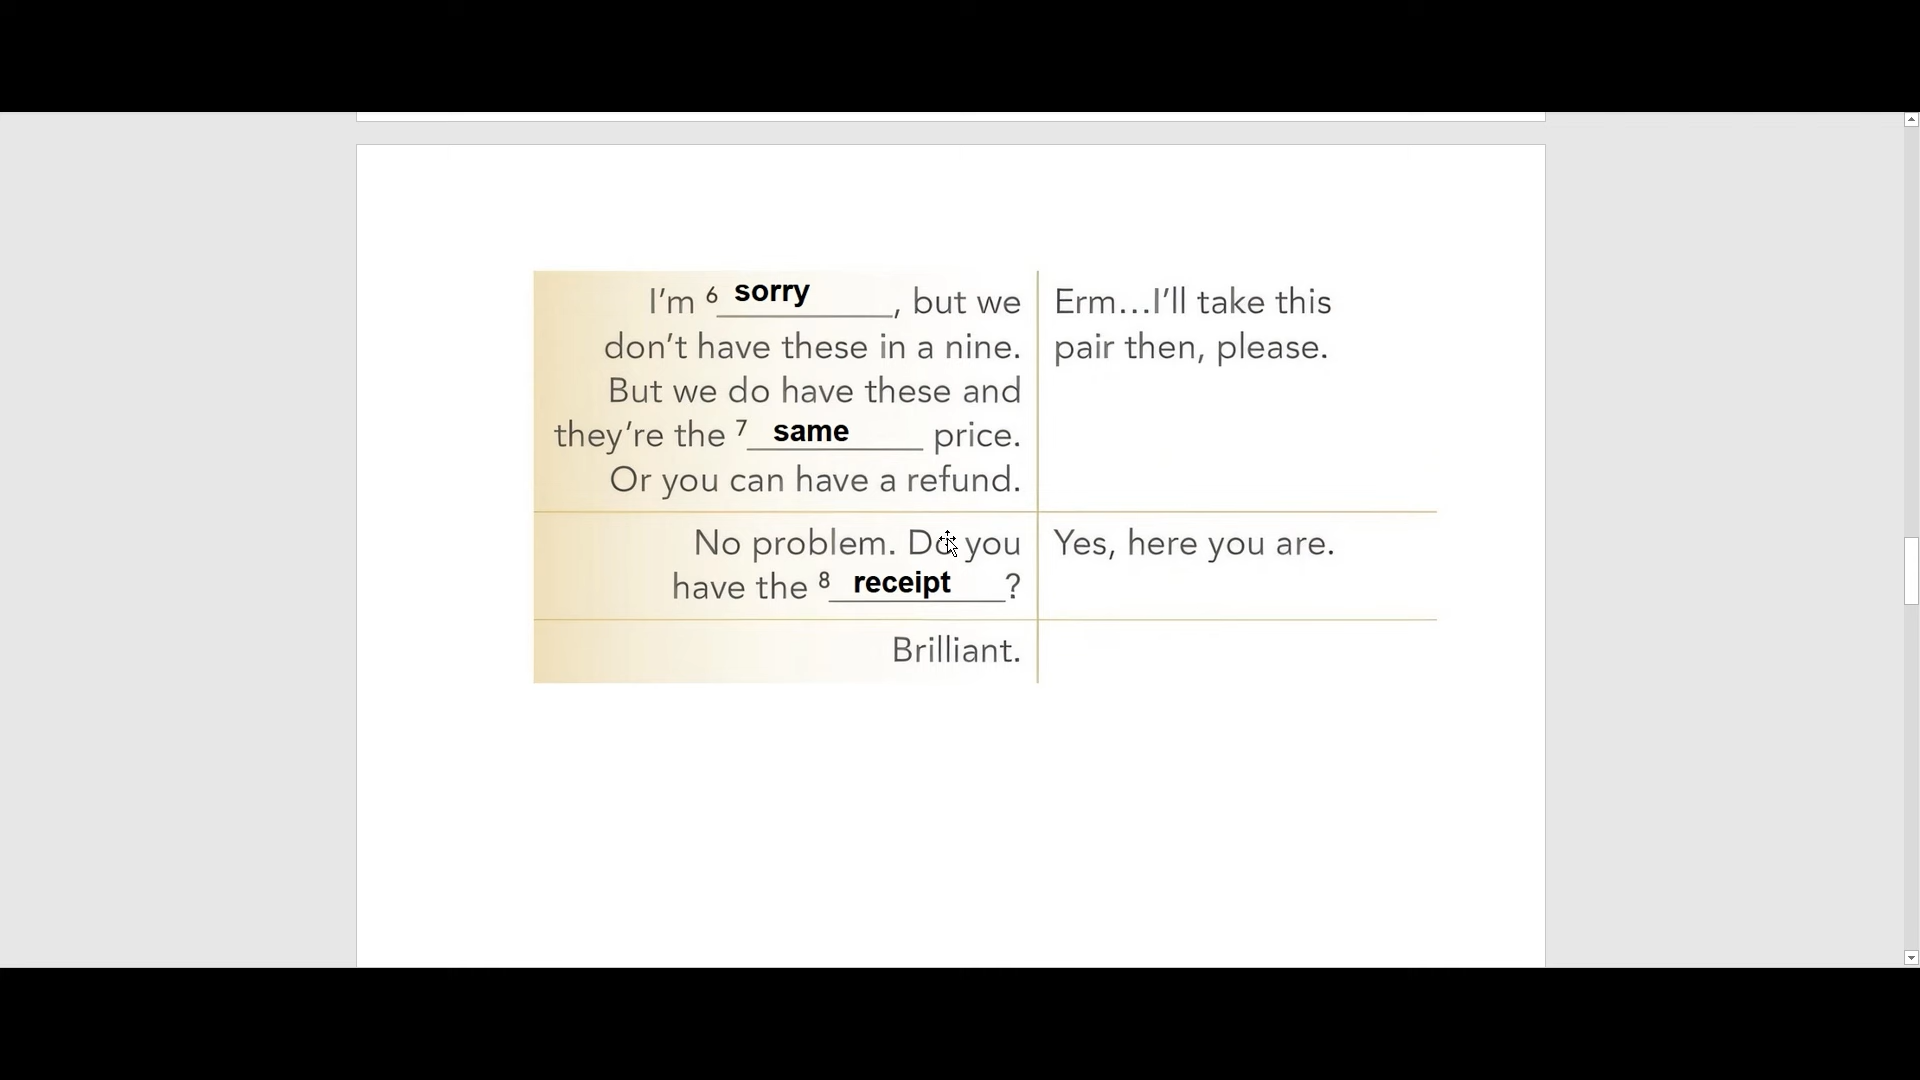 I'm 6 sorry, but we
don't have these in a nine.
But we do have these and
they're the 7 same price.
Or you can have a refund.
Erm...I'll take this
pair then, please.
No problem. Do you
have the 8 receipt?
Yes, here you are.
Brilliant.